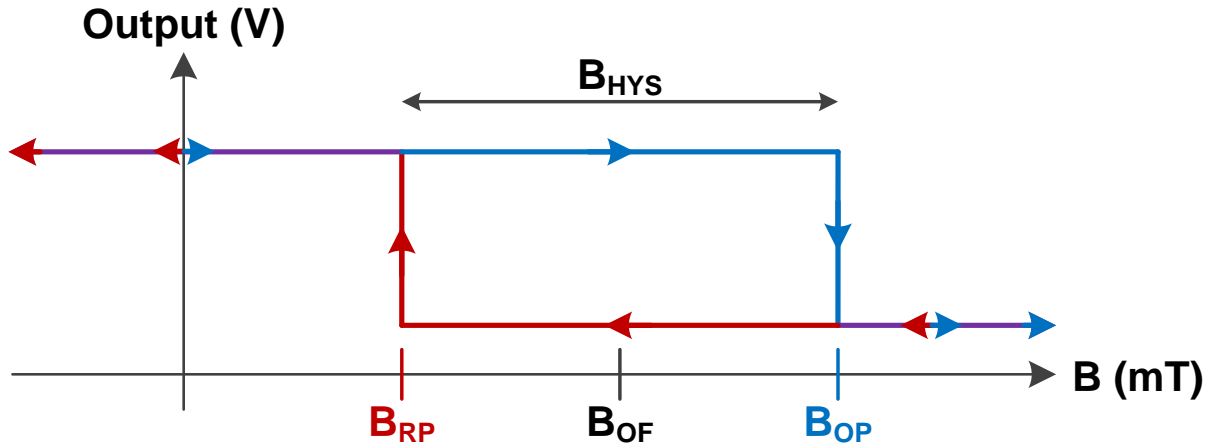 Output (V)
BHYS
B (mT)
BRP
BOF
BOP